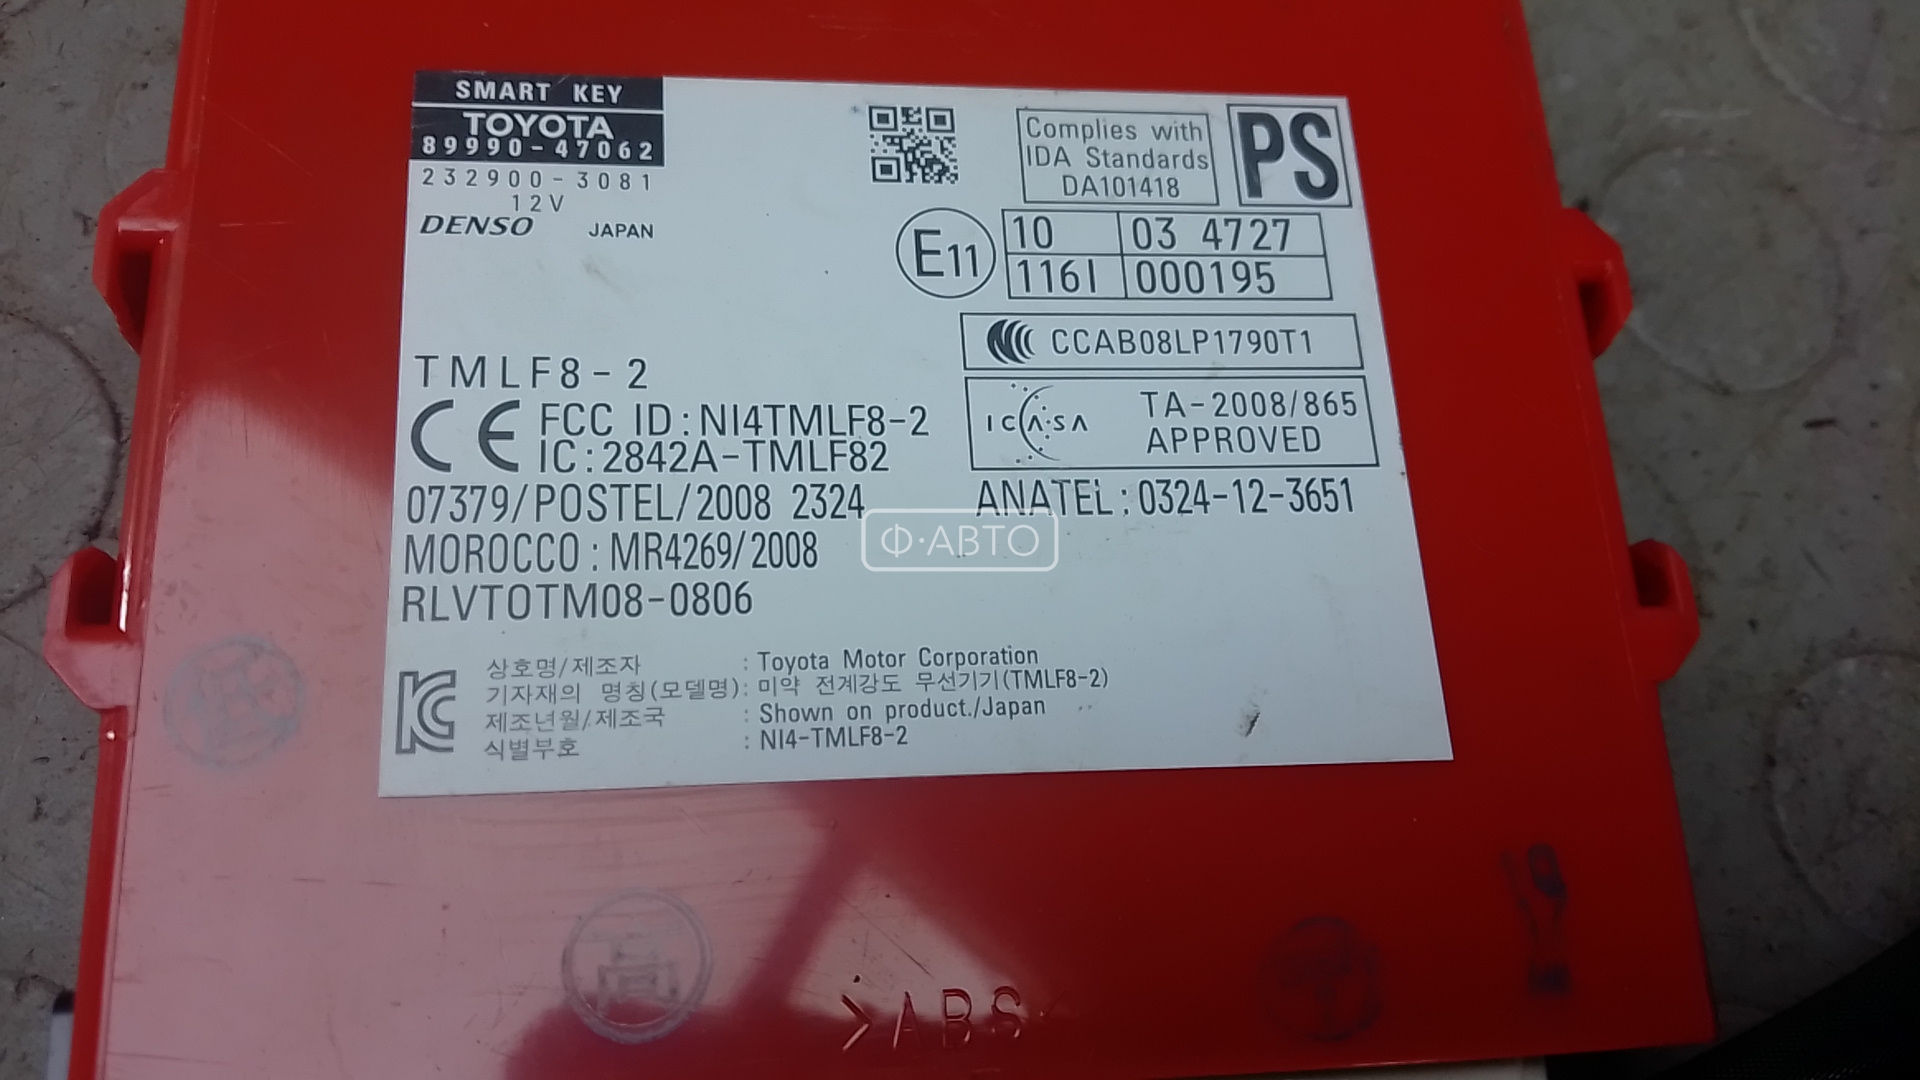 SMART KEY
TOYOTA
89990-47062
232900-3081
12V
DENSO JAPAN
Complies with
IDA Standards
DA101418
PS
E11
10 03 4727
116I 000195
CCAB08LP1790T1
ICASA
TA-2008/865
APPROVED
TMLF8-2
CE
FCC ID:NI4TMLF8-2
IC:2842A-TMLF82
07379/POSTEL/2008 2324
ANATEL:0324-12-3651
MOROCCO:MR4269/2008
RLVTOTM08-0806
Ф·АВТО
KC
상호명/제조자 : Toyota Motor Corporation
기자재의 명칭(모델명): 미약 전계강도 무선기기(TMLF8-2)
제조년월/제조국 : Shown on product./Japan
식별부호 : NI4-TMLF8-2
>ABS<